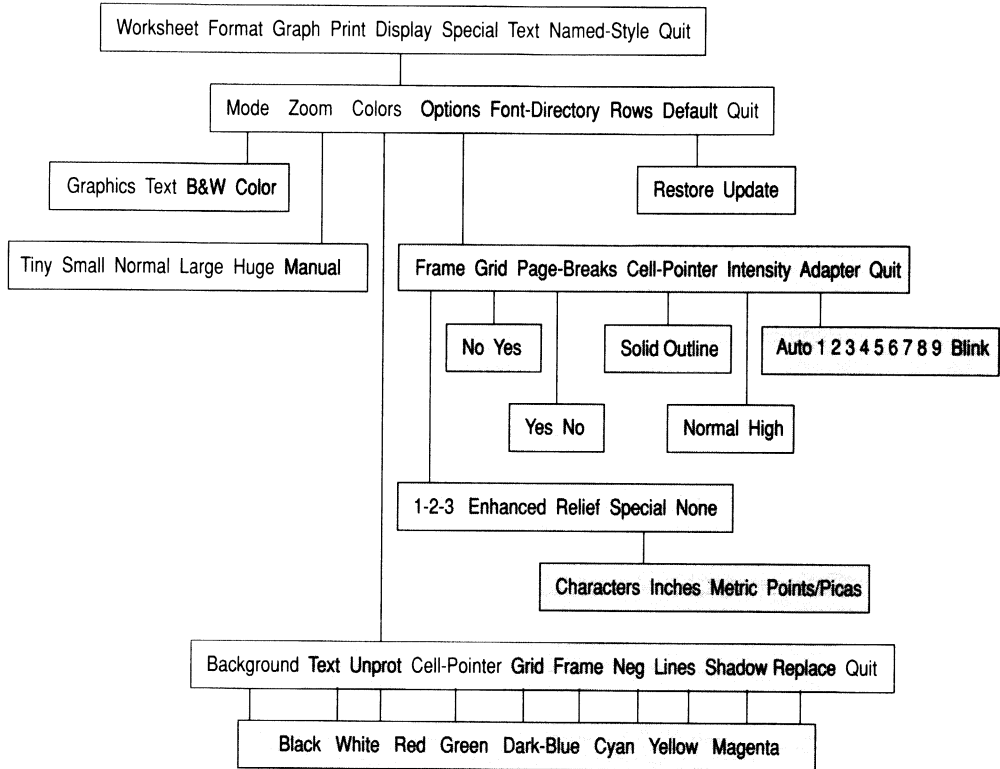 Worksheet Format Graph Print Display Special Text Named-Style Quit
Mode Zoom Colors Options Font-Directory Rows Default Quit
Graphics Text B&W Color
Restore Update
Tiny Small Normal Large Huge Manual
Frame Grid Page-Breaks Cell-Pointer Intensity Adapter Quit
No Yes
Solid Outline
Auto 1 2 3 4 5 6 7 8 9 Blink
Yes No
Normal High
1-2-3 Enhanced Relief Special None
Characters Inches Metric Points/Picas
Background Text Unprot Cell-Pointer Grid Frame Neg Lines Shadow Replace Quit
Black White Red Green Dark-Blue Cyan Yellow Magenta